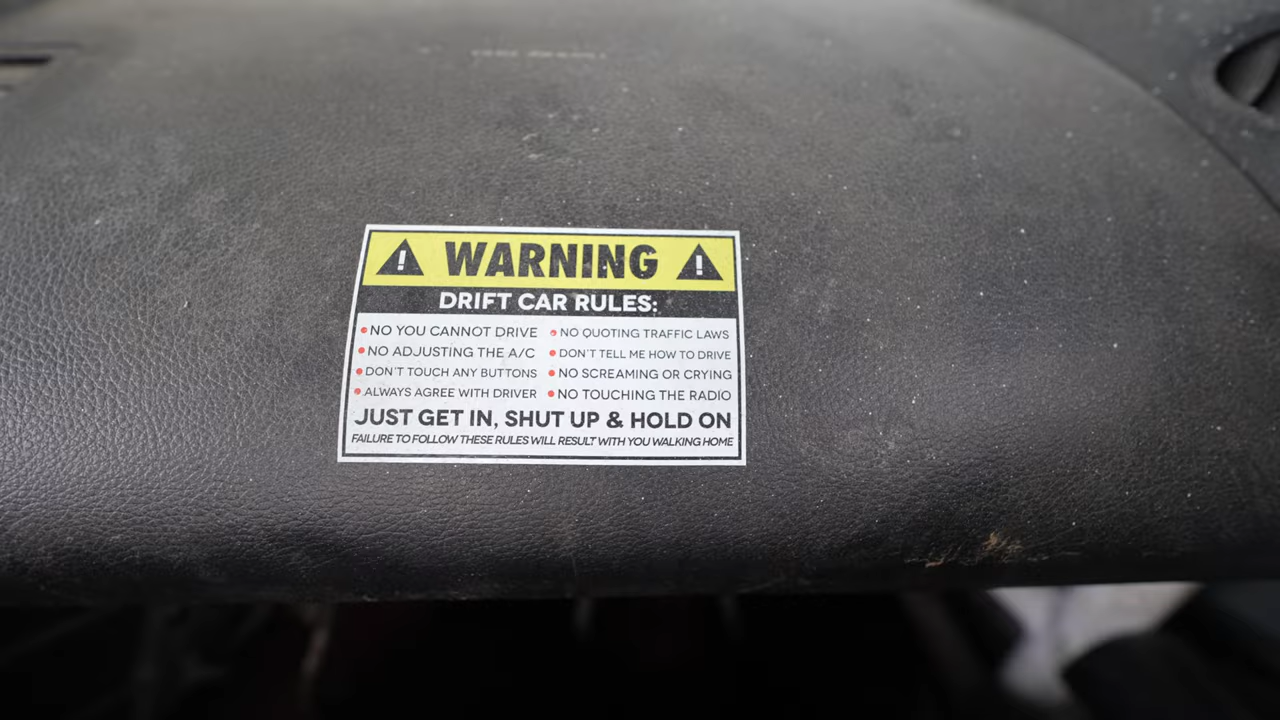 WARNING
DRIFT CAR RULES:
NO YOU CANNOT DRIVE
NO ADJUSTING THE A/C
DON'T TOUCH ANY BUTTONS
ALWAYS AGREE WITH DRIVER
NO QUOTING TRAFFIC LAWS
DON'T TELL ME HOW TO DRIVE
NO SCREAMING OR CRYING
NO TOUCHING THE RADIO
JUST GET IN, SHUT UP & HOLD ON
FAILURE TO FOLLOW THESE RULES WILL RESULT WITH YOU WALKING HOME